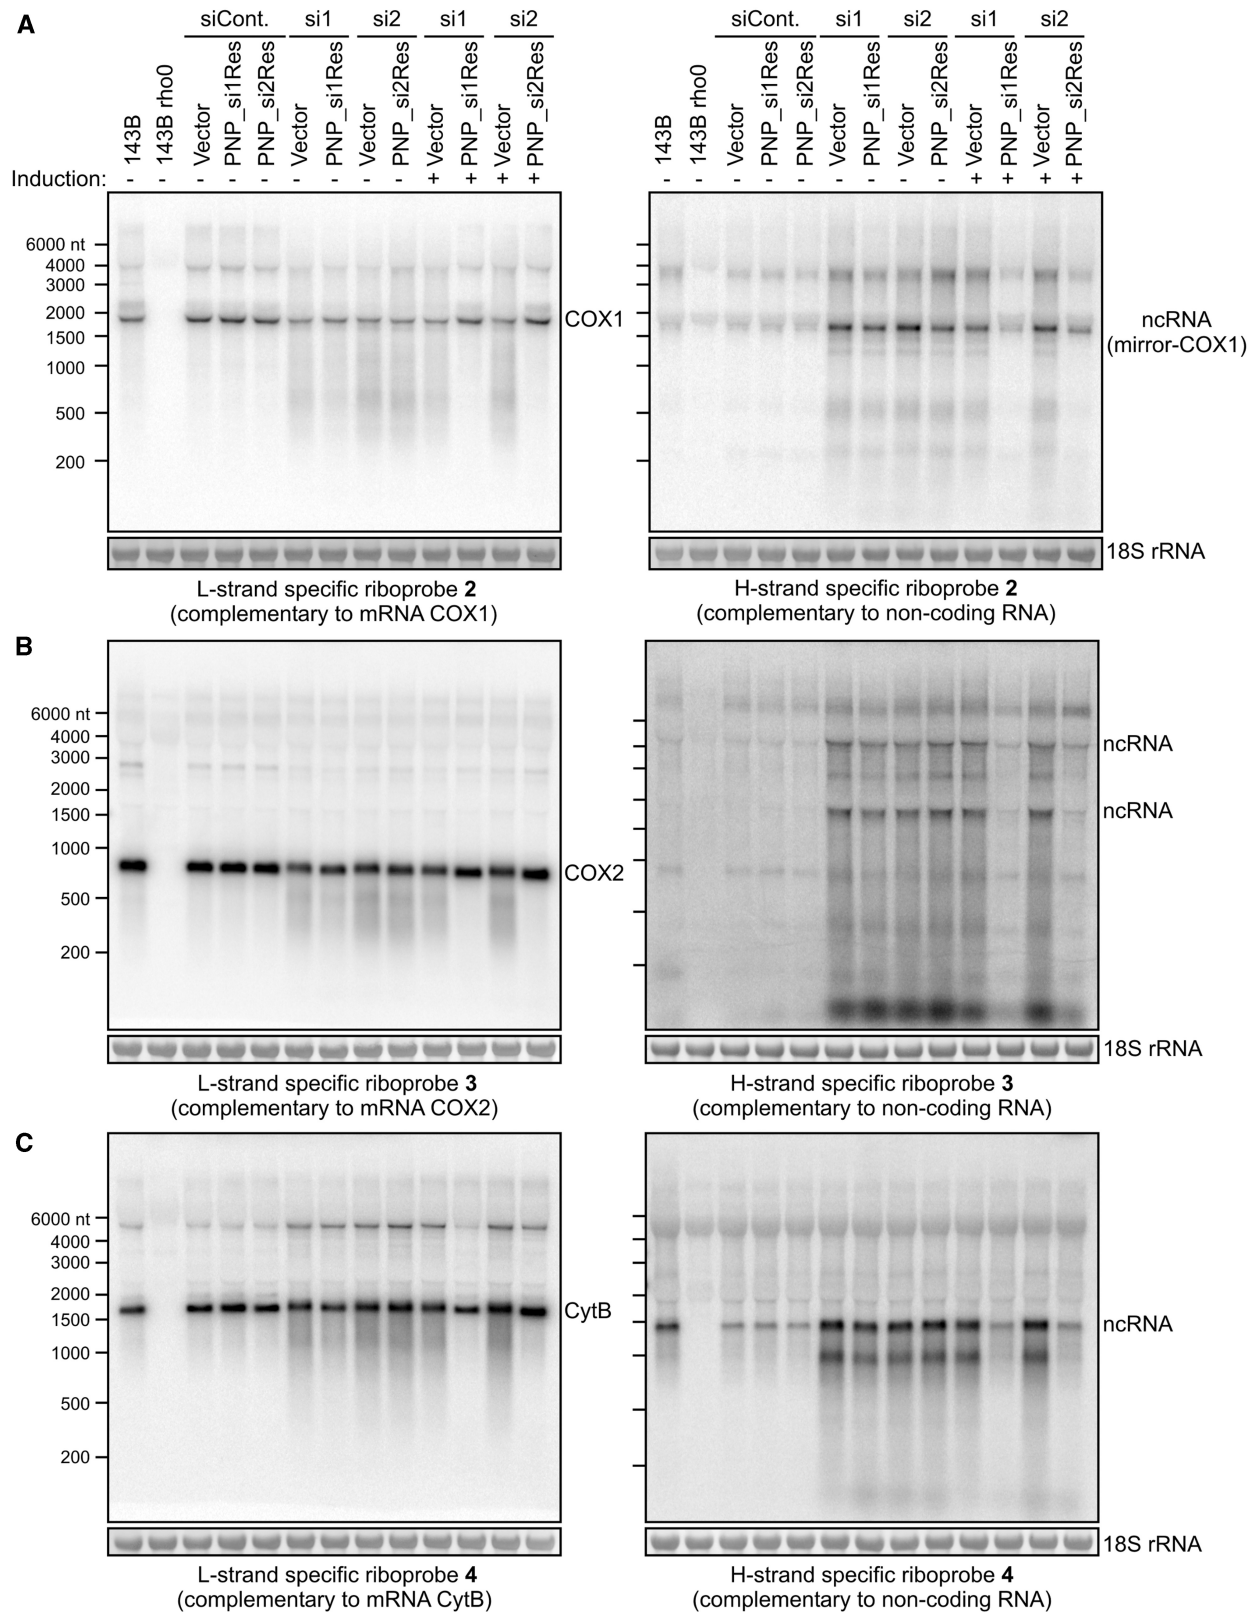 A
siCont. si1 si2 si1 si2
143B
143B rho0
Vector
PNP_si1Res
PNP_si2Res
Vector
PNP_si1Res
Vector
PNP_si2Res
Vector
PNP_si1Res
Vector
PNP_si2Res
Induction: - - - - - - - - - + + + +
6000 nt
4000
3000
2000
1500
1000
500
200
COX1
L-strand specific riboprobe 2
(complementary to mRNA COX1)
siCont. si1 si2 si1 si2
143B
143B rho0
Vector
PNP_si1Res
PNP_si2Res
Vector
PNP_si1Res
Vector
PNP_si2Res
Vector
PNP_si1Res
Vector
PNP_si2Res
- - - - - - - - - + + + +
ncRNA
(mirror-COX1)
18S rRNA
H-strand specific riboprobe 2
(complementary to non-coding RNA)
B
6000 nt
4000
3000
2000
1500
1000
500
200
COX2
L-strand specific riboprobe 3
(complementary to mRNA COX2)
ncRNA
ncRNA
18S rRNA
H-strand specific riboprobe 3
(complementary to non-coding RNA)
C
6000 nt
4000
3000
2000
1500
1000
500
200
CytB
L-strand specific riboprobe 4
(complementary to mRNA CytB)
ncRNA
18S rRNA
H-strand specific riboprobe 4
(complementary to non-coding RNA)